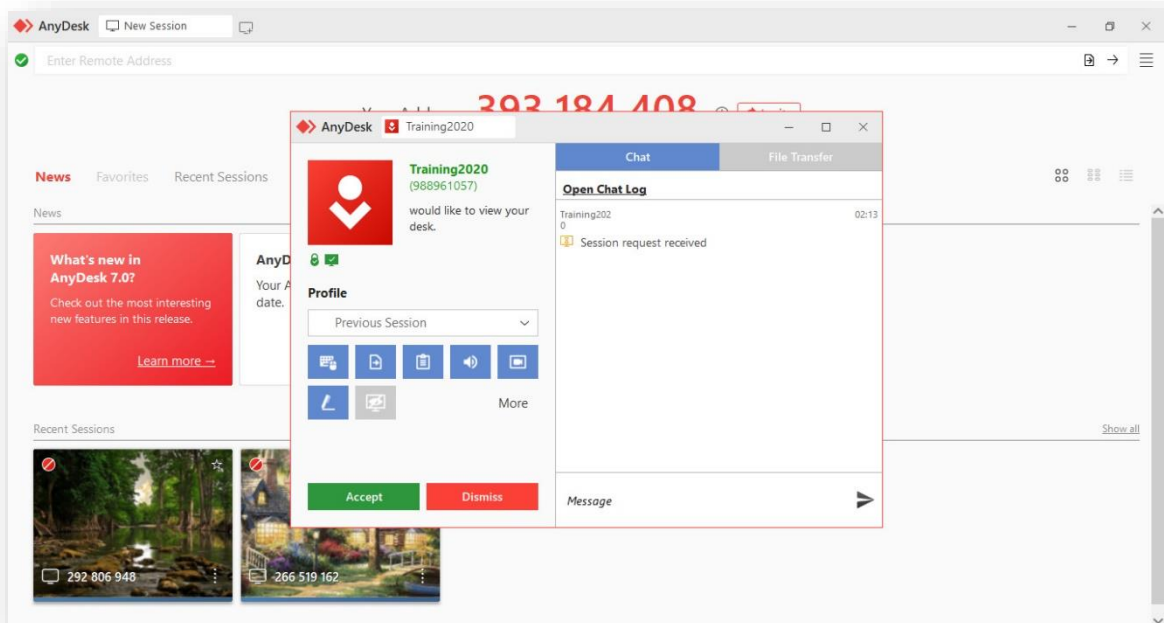 AnyDesk
New Session
Enter Remote Address
393 184 408
AnyDesk
Training2020
Training2020
(988961057)
would like to view your
desk.
Profile
Previous Session
More
Accept
Dismiss
Chat
File Transfer
Open Chat Log
Training202
0
02:13
Session request received
Message
News
Favorites
Recent Sessions
News
What's new in
AnyDesk 7.0?
Check out the most interesting
new features in this release.
Learn more →
AnyD
Your A
date.
Recent Sessions
Show all
292 806 948
266 519 162